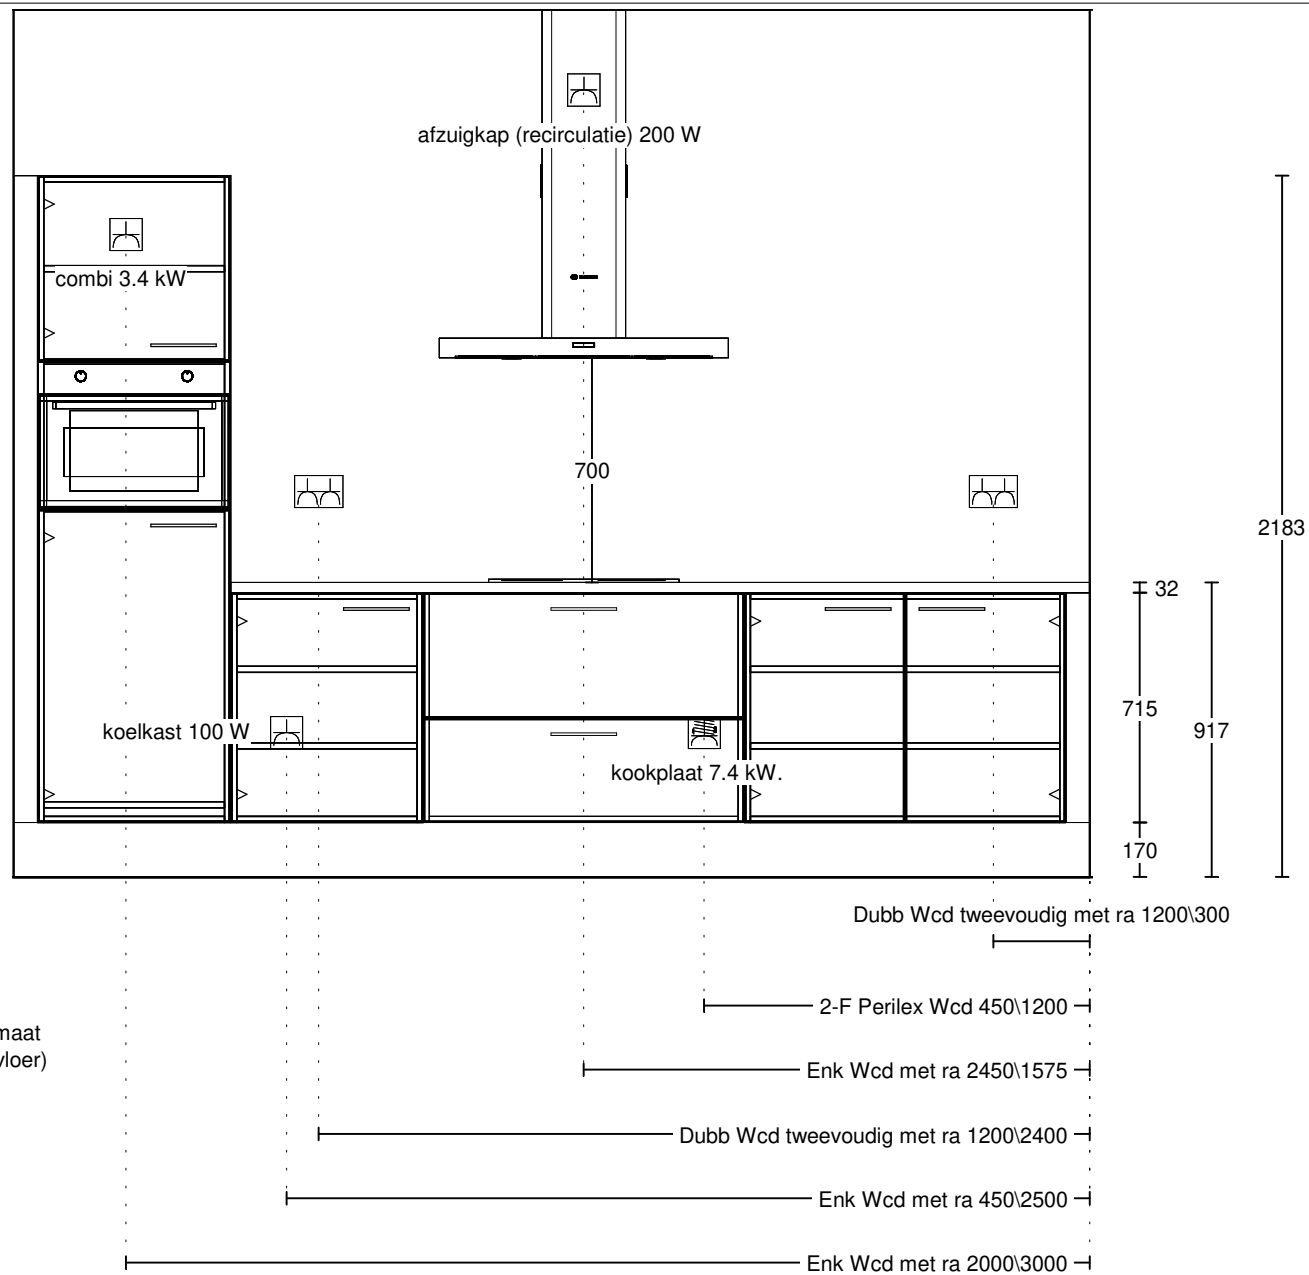 afzuigkap (recirculatie) 200 W
combi 3.4 kW
700
2183
32
koelkast 100 W
715
917
kookplaat 7.4 kW.
170
Dubb Wcd tweevoudig met ra 1200\300
2-F Perilex Wcd 450\1200
naat
vloer)
Enk Wcd met ra 2450\1575
Dubb Wcd tweevoudig met ra 1200\2400
Enk Wcd met ra 450\2500
Enk Wcd met ra 2000\3000